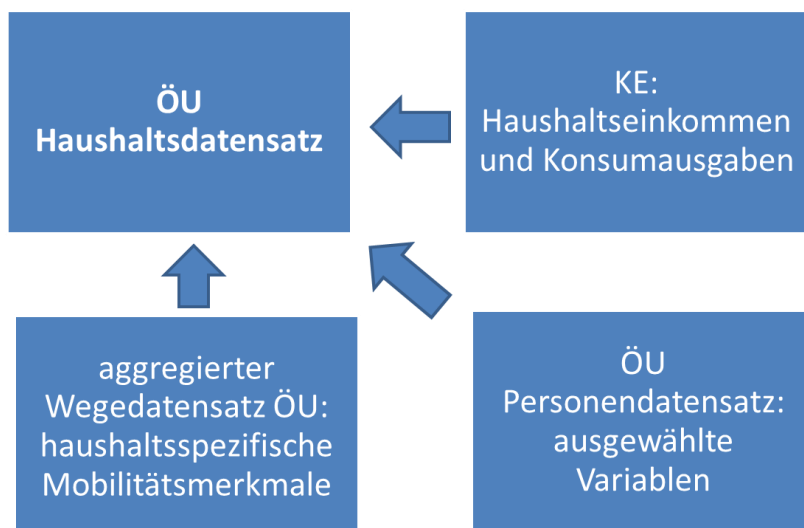 ÖU
Haushaltsdatensatz
KE:
Haushaltseinkommen
und Konsumausgaben
aggregierter
Wegedatensatz ÖU:
haushaltsspezifische
Mobilitätsmerkmale
ÖU
Personendatensatz:
ausgewählte
Variablen